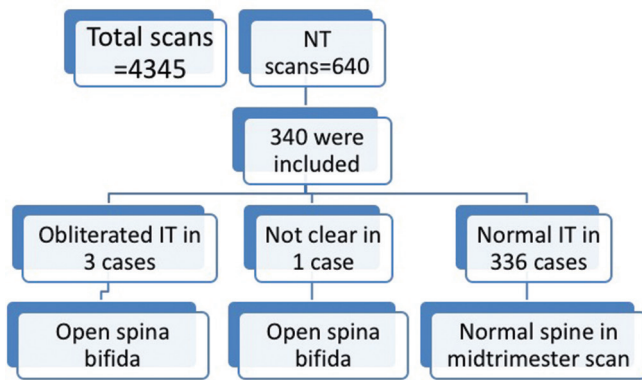 Total scans
=4345
NT
scans=640
340 were
included
Obliterated IT in
3 cases
Not clear in
1 case
Normal IT in
336 cases
Open spina
bifida
Open spina
bifida
Normal spine in
midtrimester scan